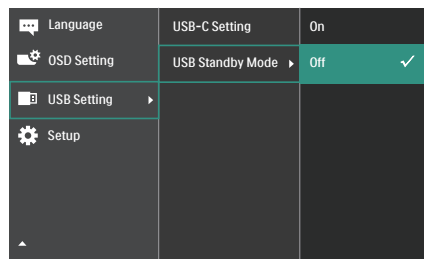 Language
OSD Setting
USB Setting
Setup
USB-C Setting
USB Standby Mode
On
Off